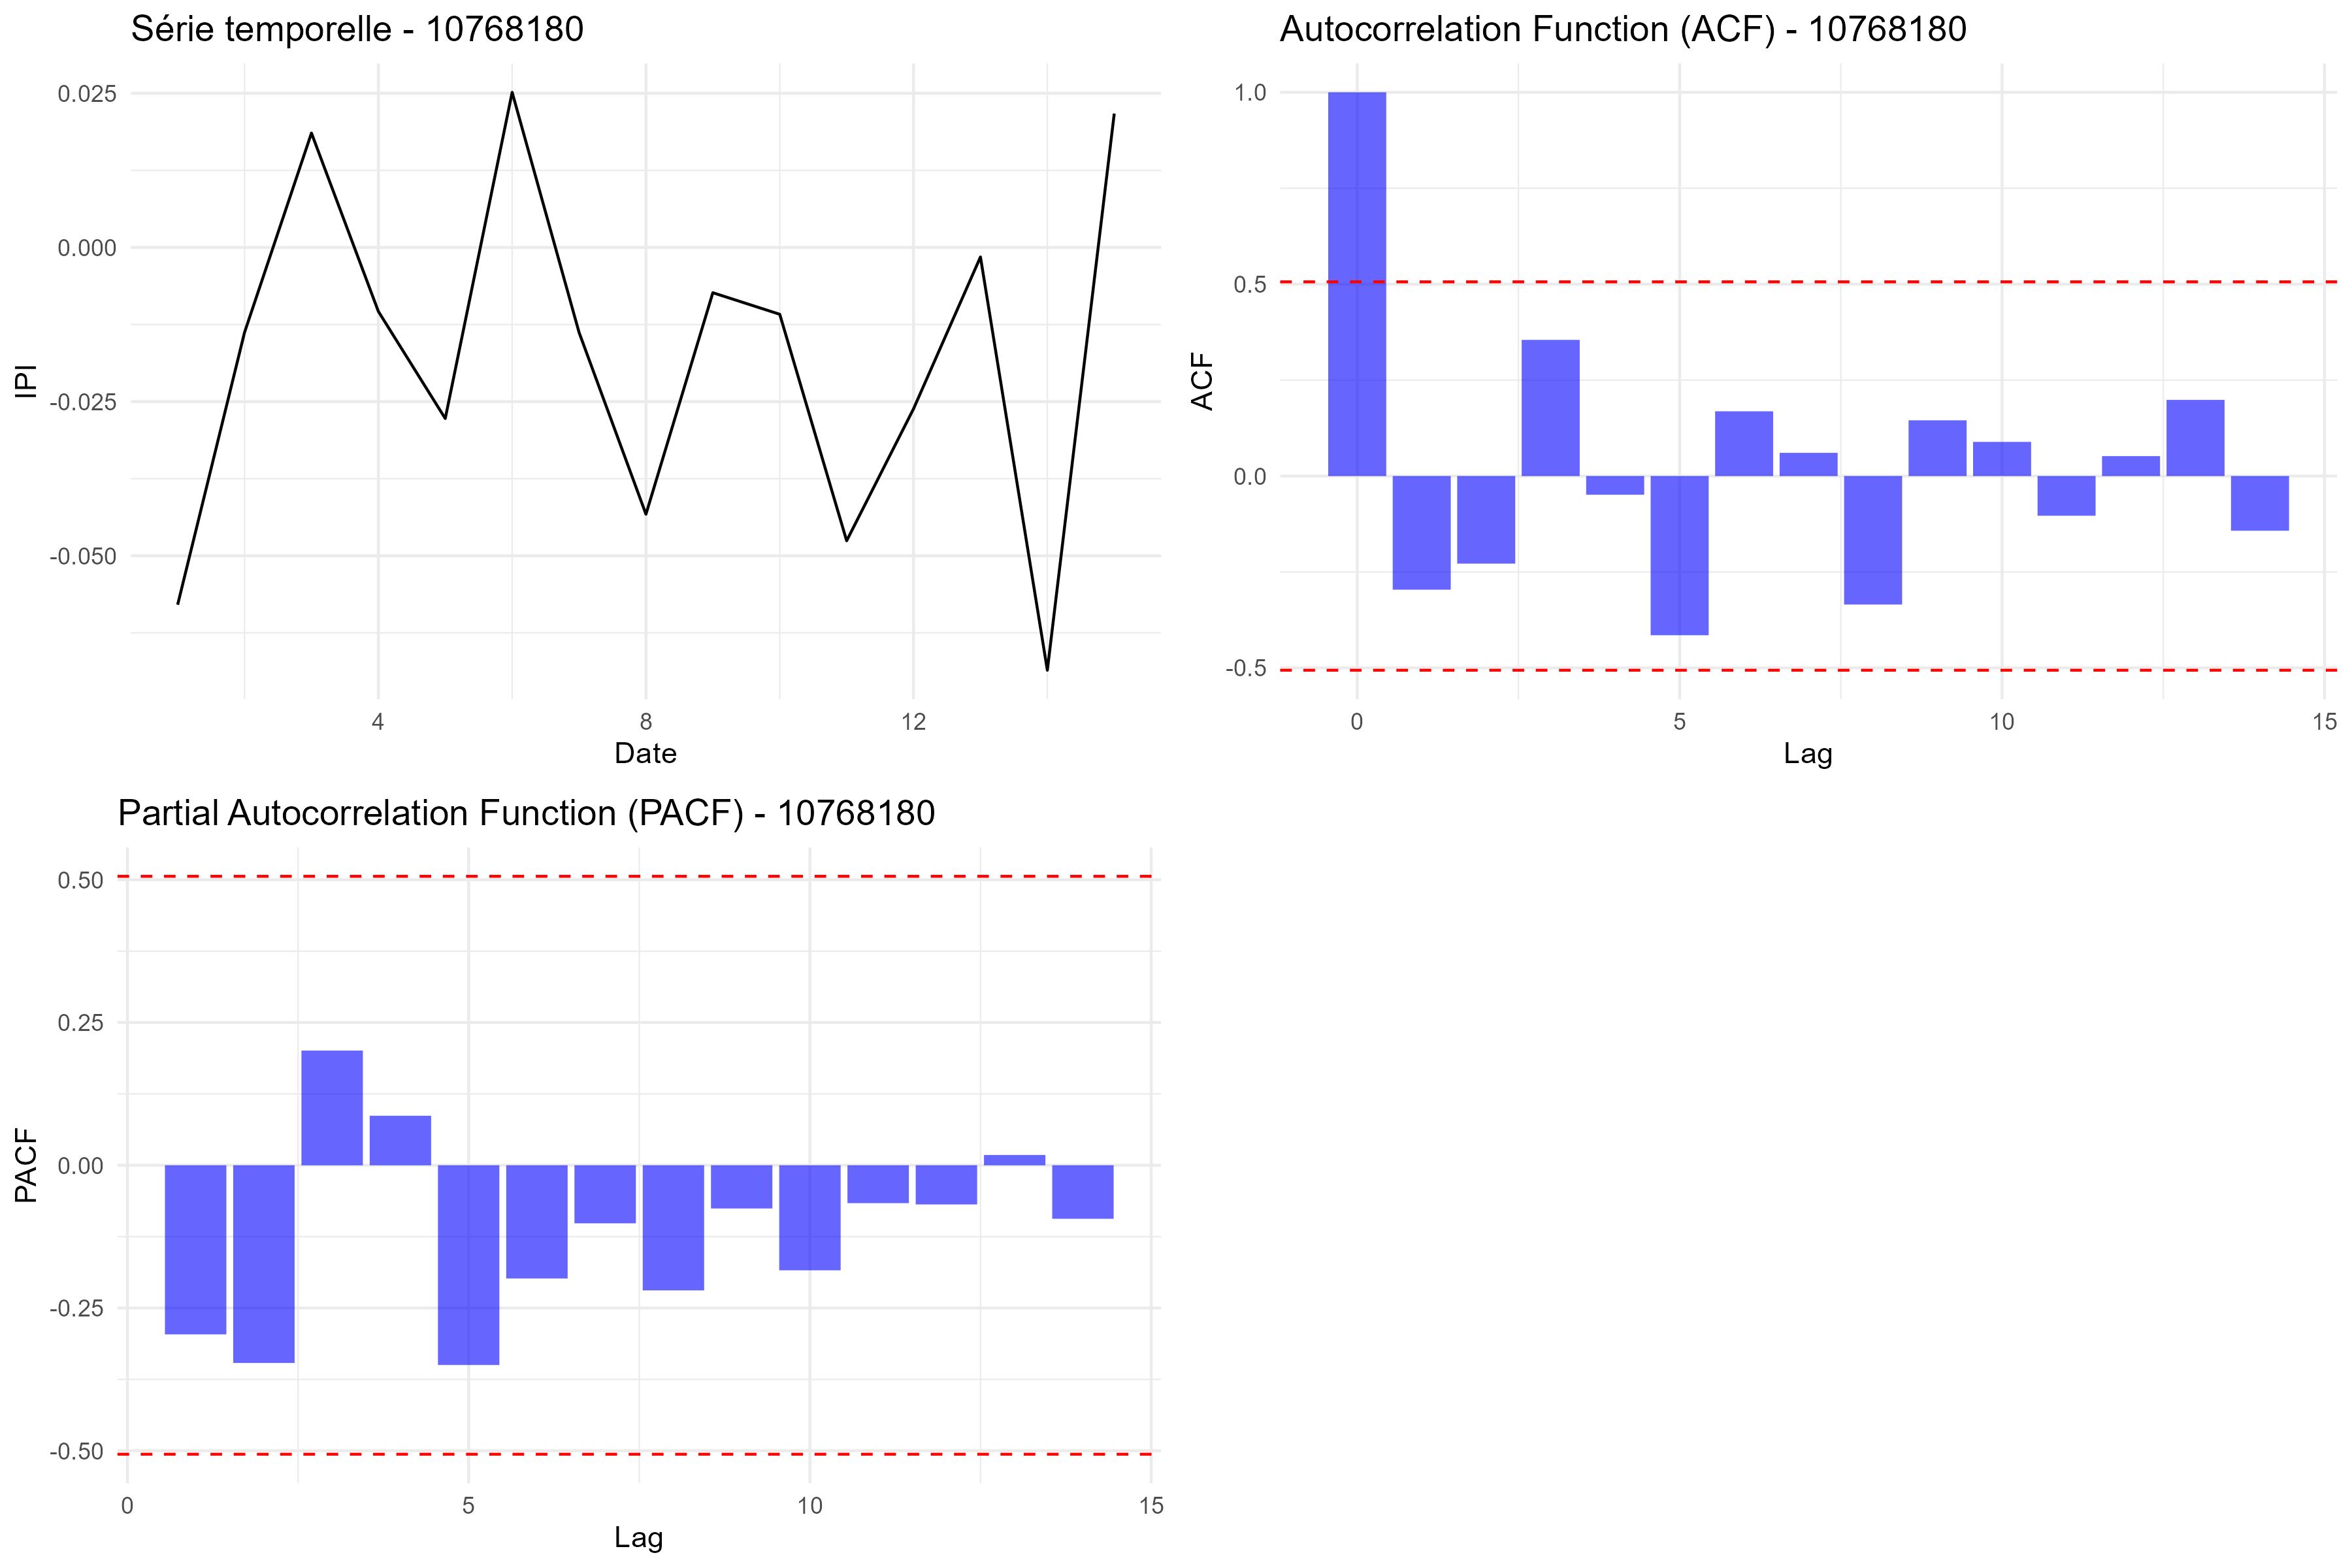 Série temporelle - 10768180
0.025
0.000
-0.025
-0.050
IPI
4 8 12
Date
Autocorrelation Function (ACF) - 10768180
1.0
0.5
0.0
-0.5
ACF
0 5 10 15
Lag
Partial Autocorrelation Function (PACF) - 10768180
0.50
0.25
0.00
-0.25
-0.50
PACF
0 5 10 15
Lag